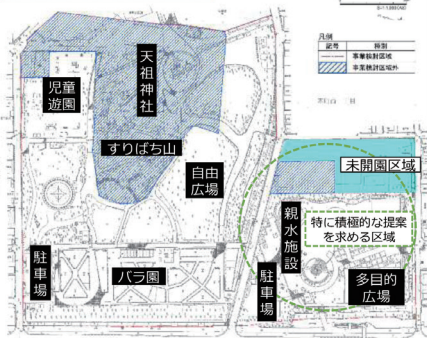 凡例
記号 種別
事業検討区域
事業検討区域外
天祖神社
児童
遊園
すりばち山
自由
広場
未開園区域
親水施設
特に積極的な提案
を求める区域
駐車場
バラ園
駐車場
多目的
広場